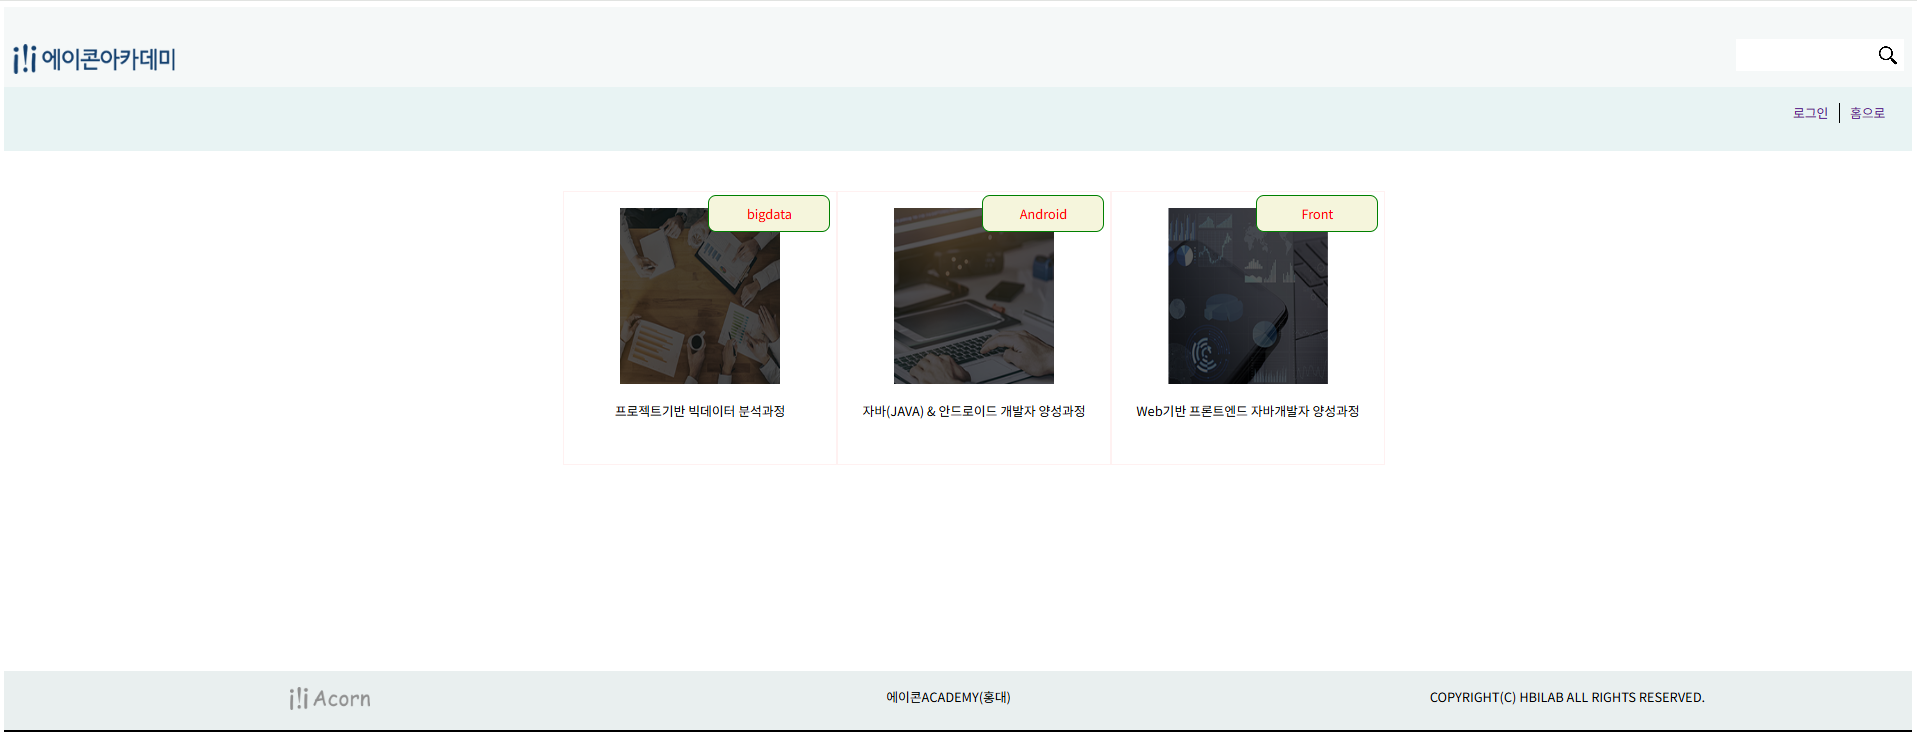 에이콘아카데미
로그인
홈으로
bigdata
Android
Front
프로젝트기반 빅데이터 분석과정
자바(JAVA) & 안드로이드 개발자 양성과정
Web기반 프론트엔드 자바개발자 양성과정
Acorn
에이콘ACADEMY(홍대)
COPYRIGHT(C) HBILAB ALL RIGHTS RESERVED.